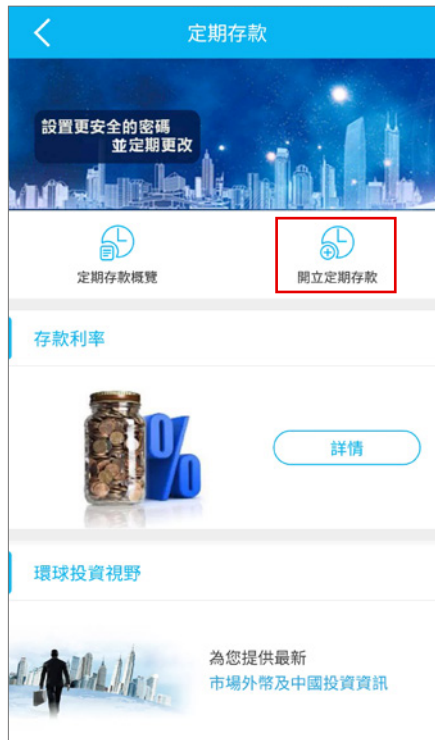 定期存款
設置更安全的密碼
並定期更改
定期存款概覽
開立定期存款
存款利率
%
詳情
環球投資視野
為您提供最新
市場外幣及中國投資資訊